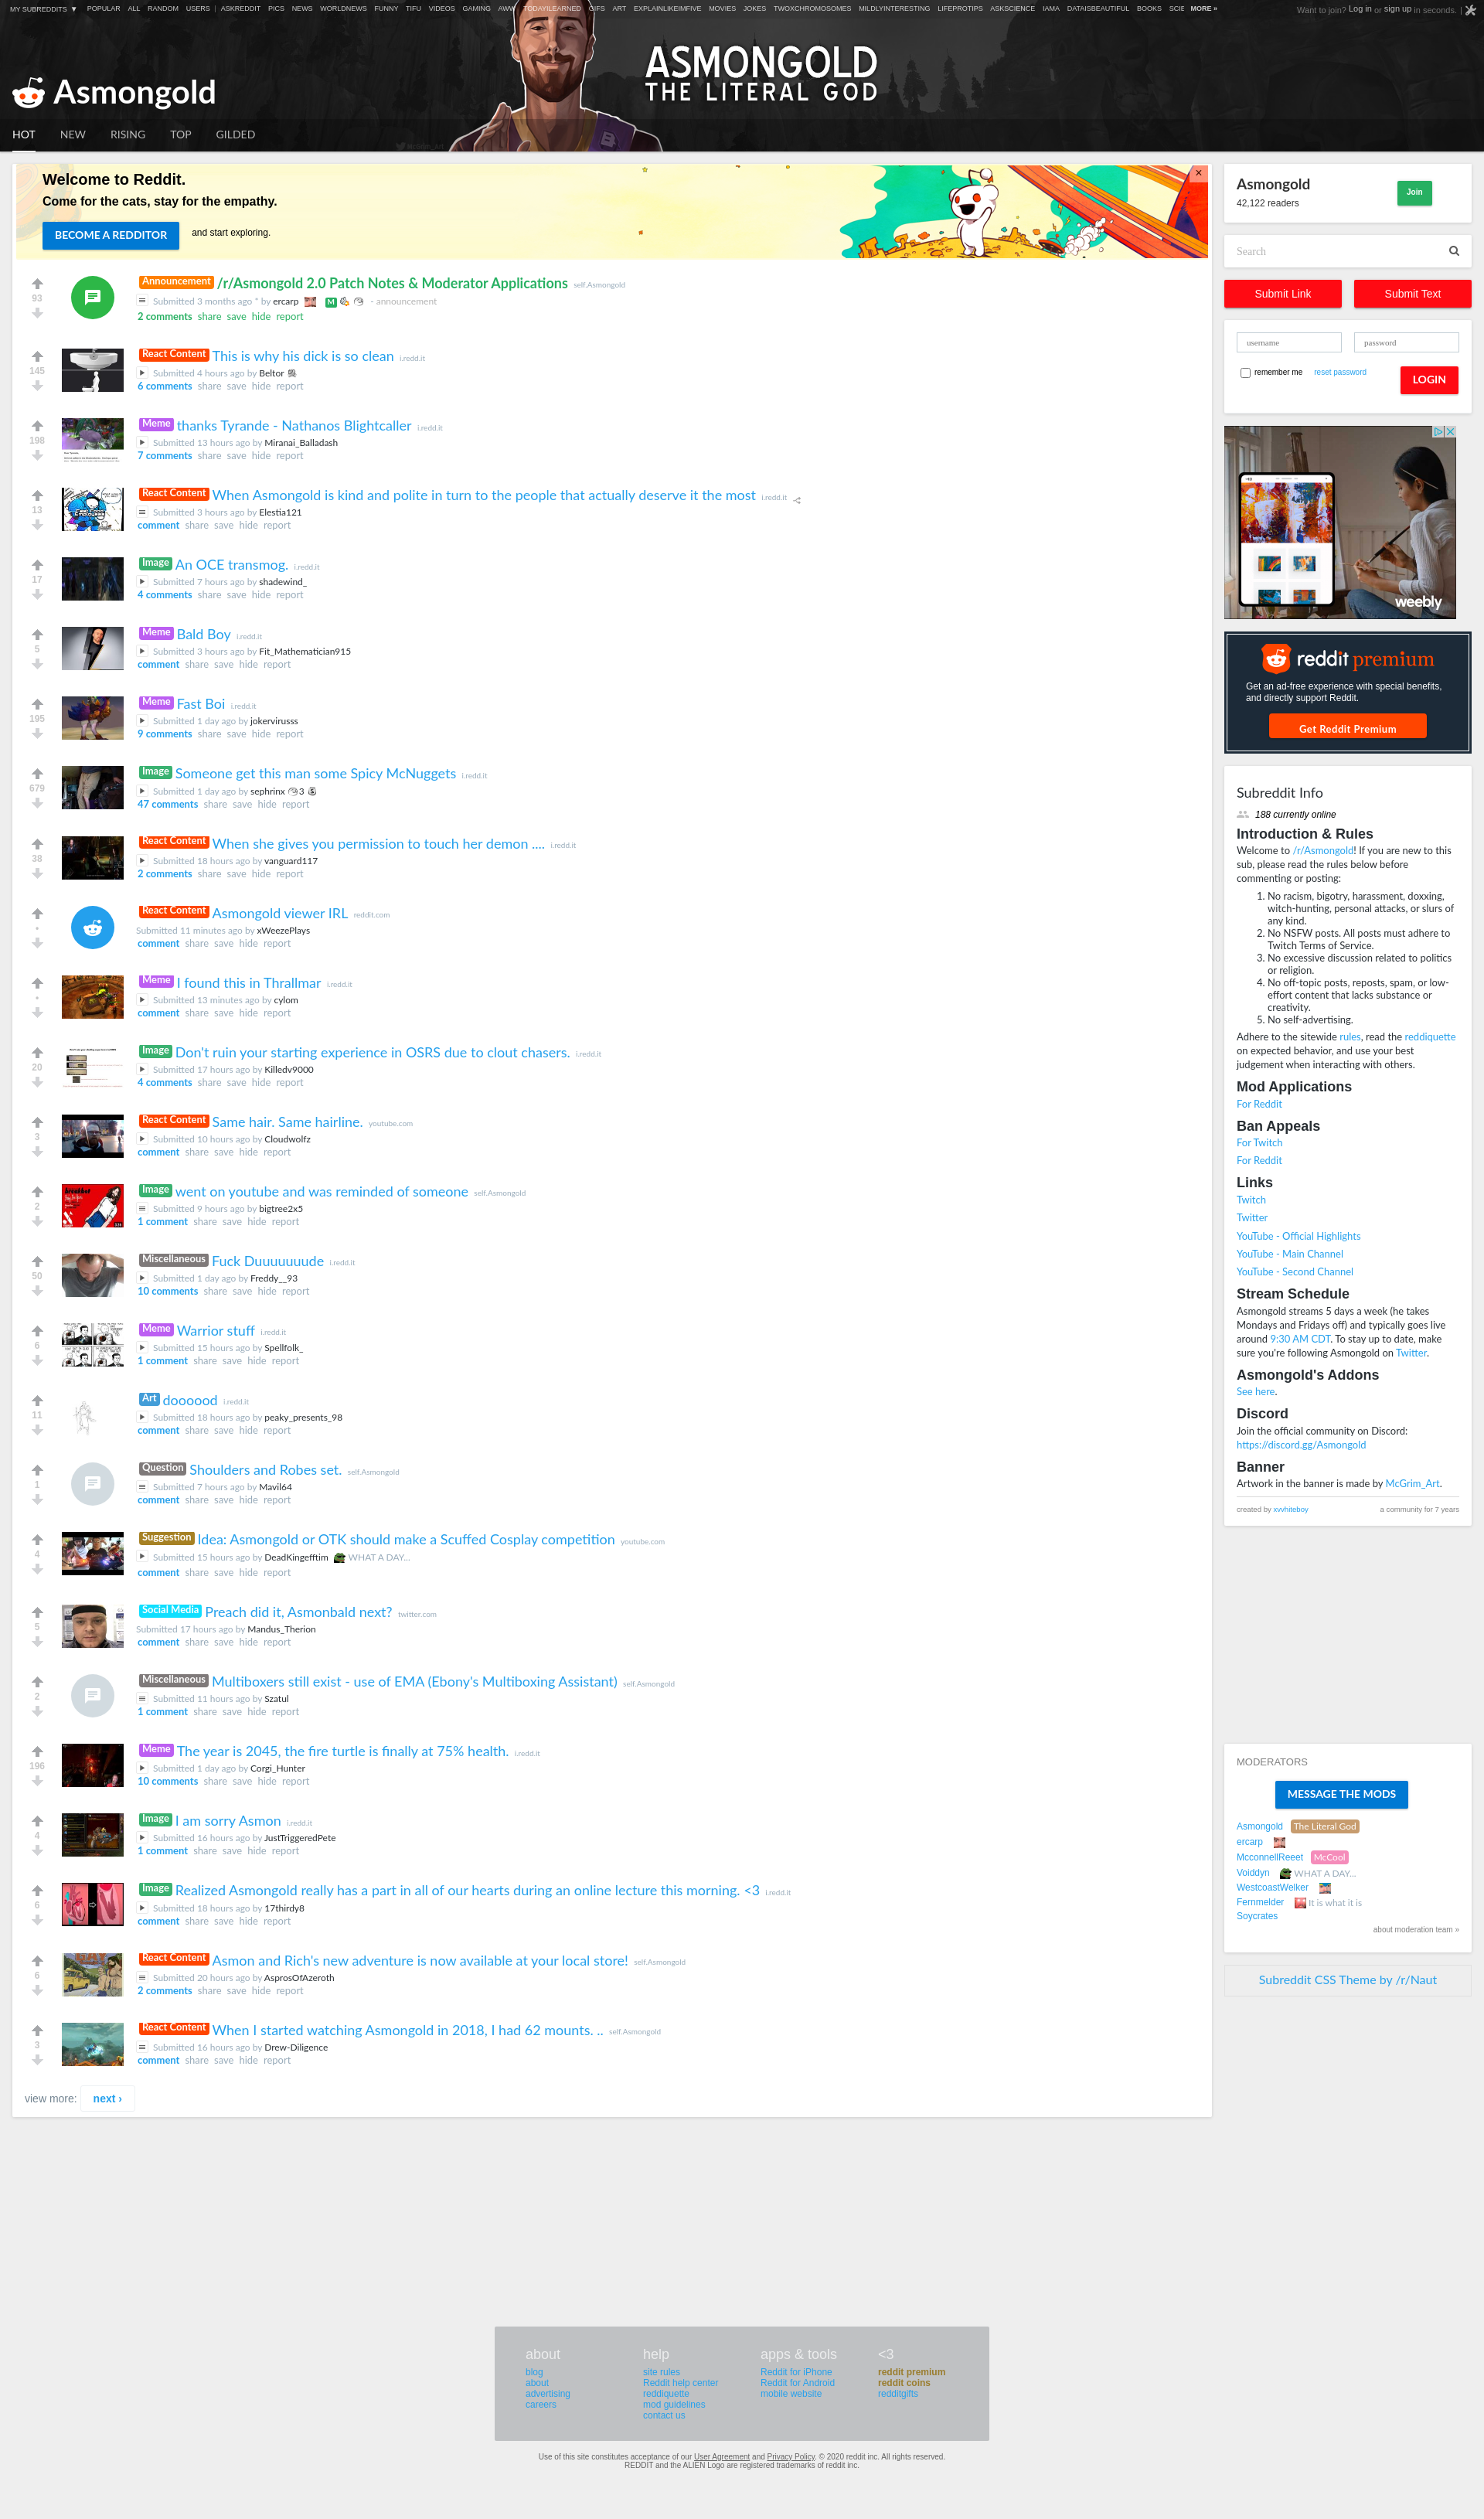 MY SUBREDDITS ▼ POPULAR ALL RANDOM USERS | ASKREDDIT PICS NEWS WORLDNEWS FUNNY TIFU VIDEOS GAMING AWW TODAYILEARNED GIFS ART EXPLAINLIKEIMFIVE MOVIES JOKES TWOXCHROMOSOMES MILDLYINTERESTING LIFEPROTIPS ASKSCIENCE IAMA DATAISBEAUTIFUL BOOKS SCIE MORE »
Want to join? Log in or sign up in seconds. |
ASMONGOLD
THE LITERAL GOD
Asmongold
HOT NEW RISING TOP GILDED
Welcome to Reddit.
Come for the cats, stay for the empathy.
BECOME A REDDITOR and start exploring.
×
93
Announcement /r/Asmongold 2.0 Patch Notes & Moderator Applications self.Asmongold
Submitted 3 months ago * by ercarp M - announcement
2 comments share save hide report
145
React Content This is why his dick is so clean i.redd.it
Submitted 4 hours ago by Beltor
6 comments share save hide report
198
Meme thanks Tyrande - Nathanos Blightcaller i.redd.it
Submitted 13 hours ago by Miranai_Balladash
7 comments share save hide report
13
React Content When Asmongold is kind and polite in turn to the people that actually deserve it the most i.redd.it
Submitted 3 hours ago by Elestia121
comment share save hide report
17
Image An OCE transmog. i.redd.it
Submitted 7 hours ago by shadewind_
4 comments share save hide report
5
Meme Bald Boy i.redd.it
Submitted 3 hours ago by Fit_Mathematician915
comment share save hide report
195
Meme Fast Boi i.redd.it
Submitted 1 day ago by jokervirusss
9 comments share save hide report
679
Image Someone get this man some Spicy McNuggets i.redd.it
Submitted 1 day ago by sephrinx 3
47 comments share save hide report
38
React Content When she gives you permission to touch her demon .... i.redd.it
Submitted 18 hours ago by vanguard117
2 comments share save hide report
•
React Content Asmongold viewer IRL reddit.com
Submitted 11 minutes ago by xWeezePlays
comment share save hide report
•
Meme I found this in Thrallmar i.redd.it
Submitted 13 minutes ago by cylom
comment share save hide report
20
Image Don't ruin your starting experience in OSRS due to clout chasers. i.redd.it
Submitted 17 hours ago by Killedv9000
4 comments share save hide report
3
React Content Same hair. Same hairline. youtube.com
Submitted 10 hours ago by Cloudwolfz
comment share save hide report
2
Image went on youtube and was reminded of someone self.Asmongold
Submitted 9 hours ago by bigtree2x5
1 comment share save hide report
50
Miscellaneous Fuck Duuuuuuude i.redd.it
Submitted 1 day ago by Freddy__93
10 comments share save hide report
6
Meme Warrior stuff i.redd.it
Submitted 15 hours ago by Spellfolk_
1 comment share save hide report
11
Art doooood i.redd.it
Submitted 18 hours ago by peaky_presents_98
comment share save hide report
1
Question Shoulders and Robes set. self.Asmongold
Submitted 7 hours ago by Mavil64
comment share save hide report
4
Suggestion Idea: Asmongold or OTK should make a Scuffed Cosplay competition youtube.com
Submitted 15 hours ago by DeadKingefftim WHAT A DAY...
comment share save hide report
5
Social Media Preach did it, Asmonbald next? twitter.com
Submitted 17 hours ago by Mandus_Therion
comment share save hide report
2
Miscellaneous Multiboxers still exist - use of EMA (Ebony's Multiboxing Assistant) self.Asmongold
Submitted 11 hours ago by Szatul
1 comment share save hide report
196
Meme The year is 2045, the fire turtle is finally at 75% health. i.redd.it
Submitted 1 day ago by Corgi_Hunter
10 comments share save hide report
4
Image I am sorry Asmon i.redd.it
Submitted 16 hours ago by JustTriggeredPete
1 comment share save hide report
6
Image Realized Asmongold really has a part in all of our hearts during an online lecture this morning. <3 i.redd.it
Submitted 18 hours ago by 17thirdy8
comment share save hide report
6
React Content Asmon and Rich's new adventure is now available at your local store! self.Asmongold
Submitted 20 hours ago by AsprosOfAzeroth
2 comments share save hide report
3
React Content When I started watching Asmongold in 2018, I had 62 mounts. .. self.Asmongold
Submitted 16 hours ago by Drew-Diligence
comment share save hide report
view more: next ›
Asmongold
42,122 readers
Join
Search
Submit Link Submit Text
username password
remember me reset password LOGIN
weebly
reddit premium
Get an ad-free experience with special benefits,
and directly support Reddit.
Get Reddit Premium
Subreddit Info
188 currently online
Introduction & Rules
Welcome to /r/Asmongold! If you are new to this
sub, please read the rules below before
commenting or posting:
1. No racism, bigotry, harassment, doxxing,
witch-hunting, personal attacks, or slurs of
any kind.
2. No NSFW posts. All posts must adhere to
Twitch Terms of Service.
3. No excessive discussion related to politics
or religion.
4. No off-topic posts, reposts, spam, or low-
effort content that lacks substance or
creativity.
5. No self-advertising.
Adhere to the sitewide rules, read the reddiquette
on expected behavior, and use your best
judgement when interacting with others.
Mod Applications
For Reddit
Ban Appeals
For Twitch
For Reddit
Links
Twitch
Twitter
YouTube - Official Highlights
YouTube - Main Channel
YouTube - Second Channel
Stream Schedule
Asmongold streams 5 days a week (he takes
Mondays and Fridays off) and typically goes live
around 9:30 AM CDT. To stay up to date, make
sure you're following Asmongold on Twitter.
Asmongold's Addons
See here.
Discord
Join the official community on Discord:
https://discord.gg/Asmongold
Banner
Artwork in the banner is made by McGrim_Art.
created by xvvhiteboy a community for 7 years
MODERATORS
MESSAGE THE MODS
Asmongold The Literal God
ercarp
McconnellReeet McCool
Voiddyn WHAT A DAY...
WestcoastWelker
Fernmelder It is what it is
Soycrates
about moderation team »
Subreddit CSS Theme by /r/Naut
about help apps & tools <3
blog site rules Reddit for iPhone reddit premium
about Reddit help center Reddit for Android reddit coins
advertising reddiquette mobile website redditgifts
careers mod guidelines
contact us
Use of this site constitutes acceptance of our User Agreement and Privacy Policy. © 2020 reddit inc. All rights reserved.
REDDIT and the ALIEN Logo are registered trademarks of reddit inc.